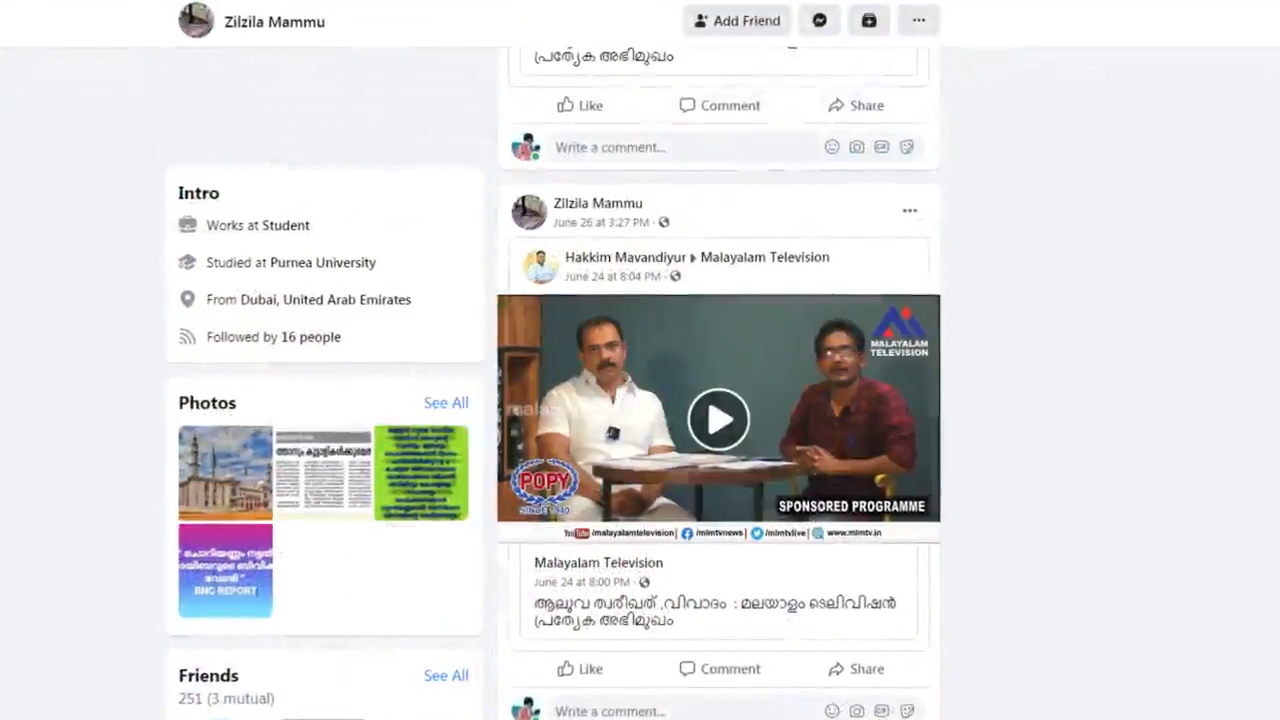 Zilzila Mammu
Add Friend
പ്രത്യേക അഭിമുഖം
Like Comment Share
Write a comment...
Intro
Works at Student
Studied at Purnea University
From Dubai, United Arab Emirates
Followed by 16 people
Photos See All
BNC REPORT
Friends See All
251 (3 mutual)
Zilzila Mammu
June 26 at 3:27 PM ·
Hakkim Mavandiyur Malayalam Television
June 24 at 8:04 PM ·
MALAYALAM
TELEVISION
POPY
SINCE 1940
SPONSORED PROGRAMME
YouTube /malayalamtelevision| /mlmtvnews | /mlmtvlive| www.mlmtv.in
Malayalam Television
June 24 at 8:00 PM ·
ആലുവ ത്വരീഖത് ,വിവാദം : മലയാളം ടെലിവിഷൻ
പ്രത്യേക അഭിമുഖം
Like Comment Share
Write a comment...